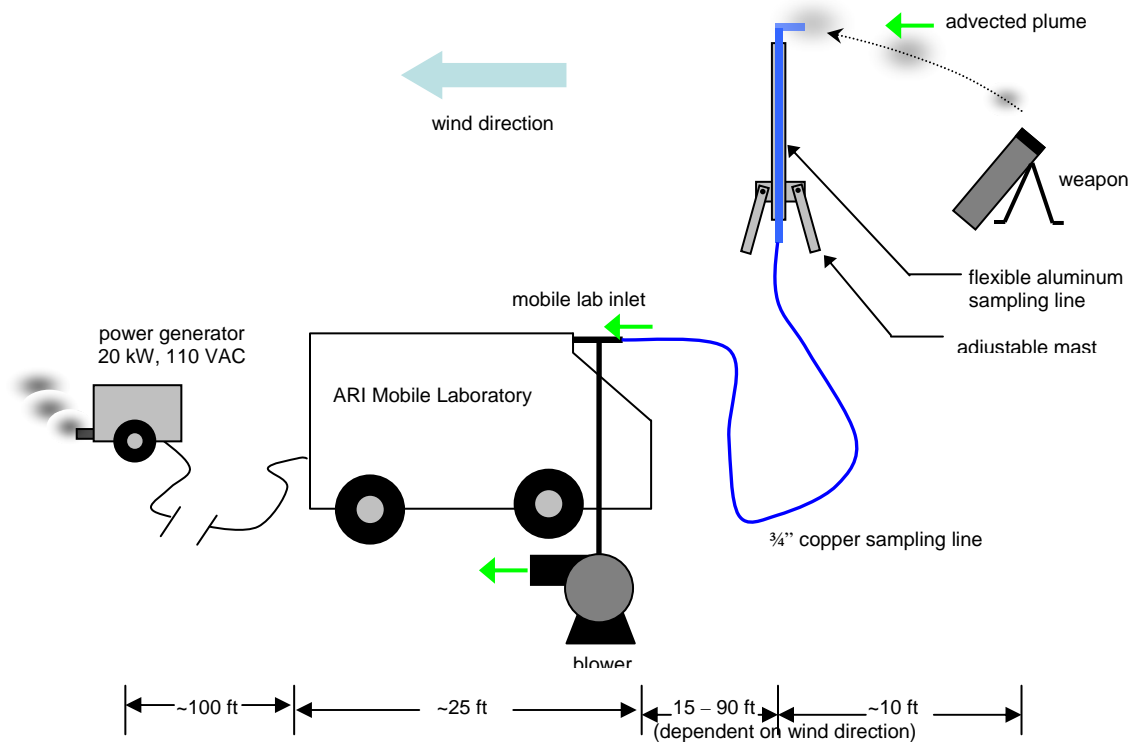 advected plume
wind direction
weapon
flexible aluminum
sampling line
adjustable mast
mobile lab inlet
power generator
20 kW, 110 VAC
ARI Mobile Laboratory
¾” copper sampling line
blower
~100 ft
~25 ft
15 – 90 ft
(dependent on wind direction)
~10 ft